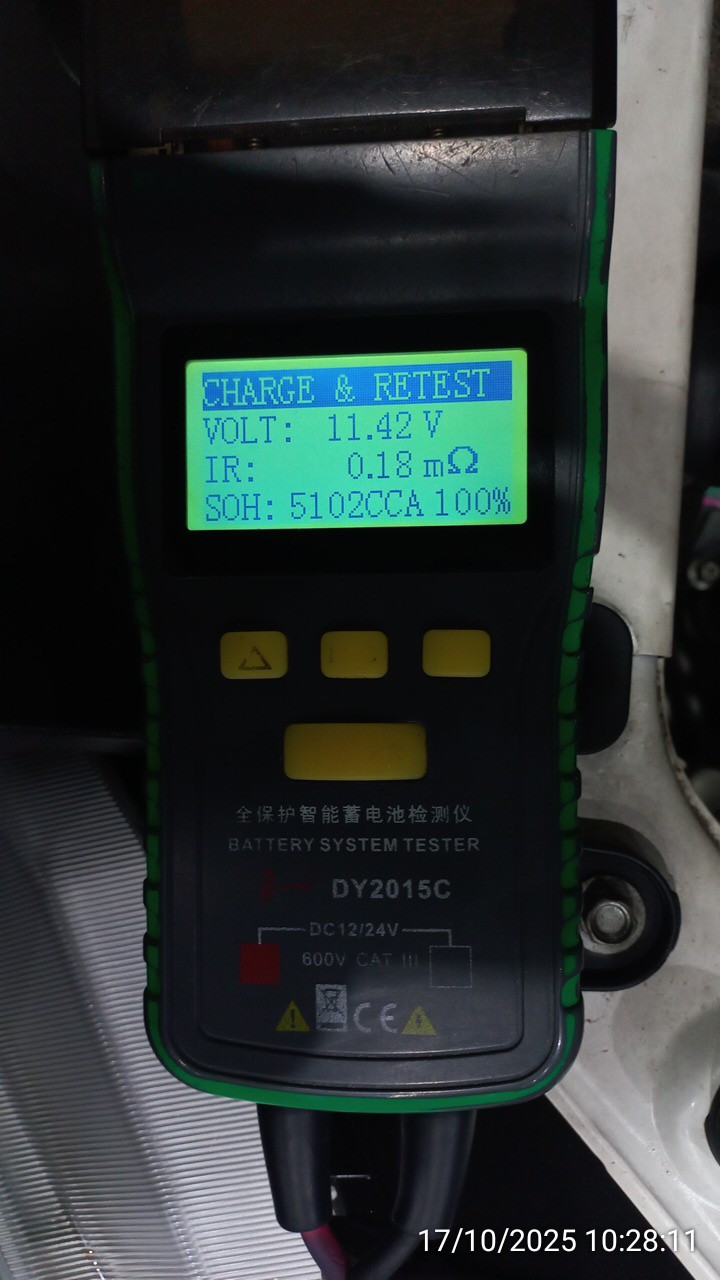 CHARGE & RETEST
VOLT: 11.42 V
IR: 0.18 mΩ
SOH: 5102CCA 100%
全保护智能蓄电池检测仪
BATTERY SYSTEM TESTER
DY2015C
DC12/24V
600V CAT III
CE
17/10/2025 10:28:11